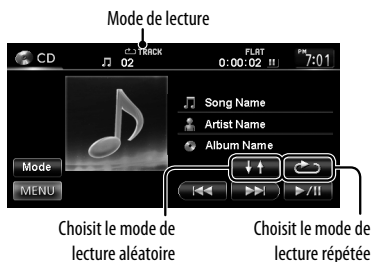 Mode de lecture
CD
TRACK
02
FLAT
0:00:02
PM 7:01
Song Name
Artist Name
Album Name
Mode
MENU
Choisit le mode de
lecture aléatoire
Choisit le mode de
lecture répétée